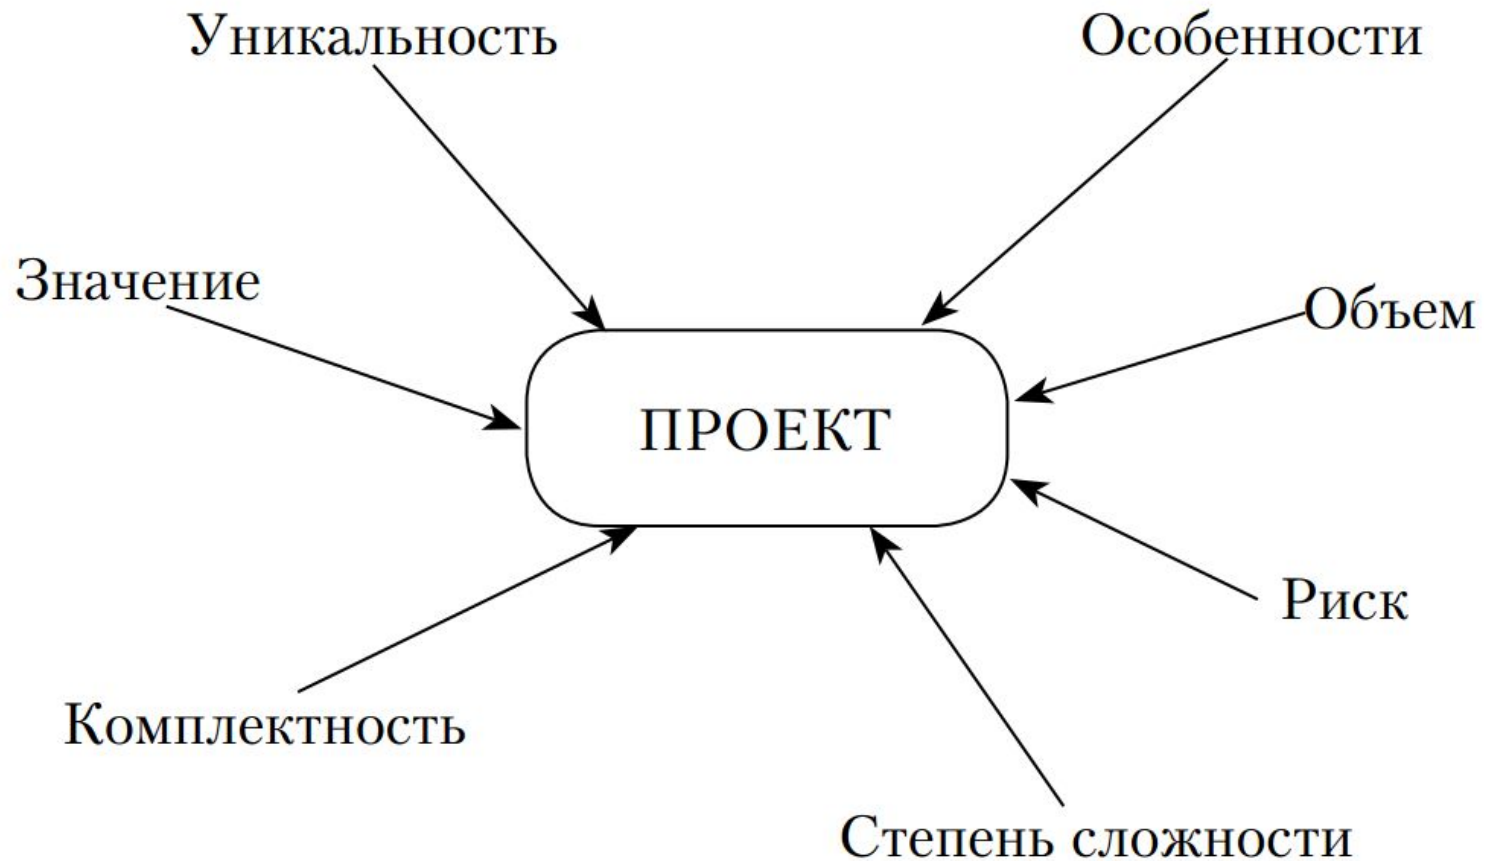 Уникальность
Особенности
Значение
Объем
ПРОЕКТ
Риск
Комплектность
Степень сложности